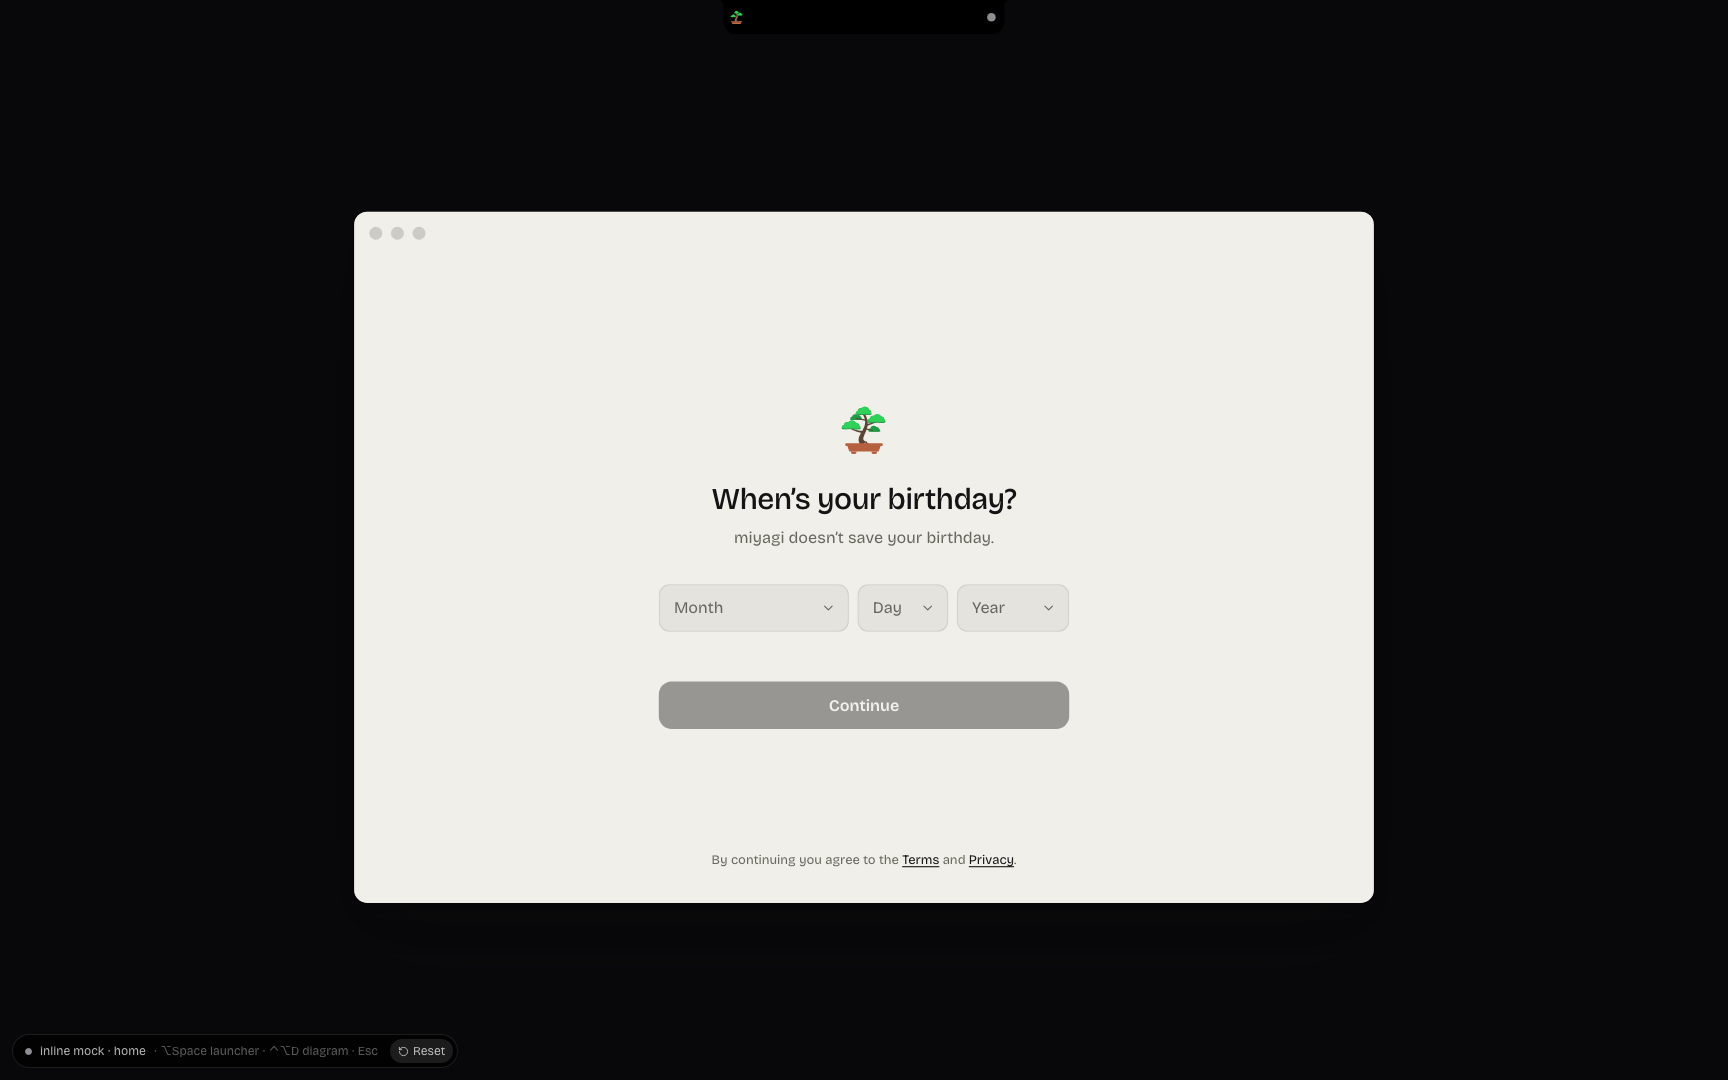 When's your birthday?
miyagi doesn't save your birthday.
Month
Day
Year
Continue
By continuing you agree to the Terms and Privacy.
inline mock · home · ⌥Space launcher · ^⌥D diagram · Esc
Reset